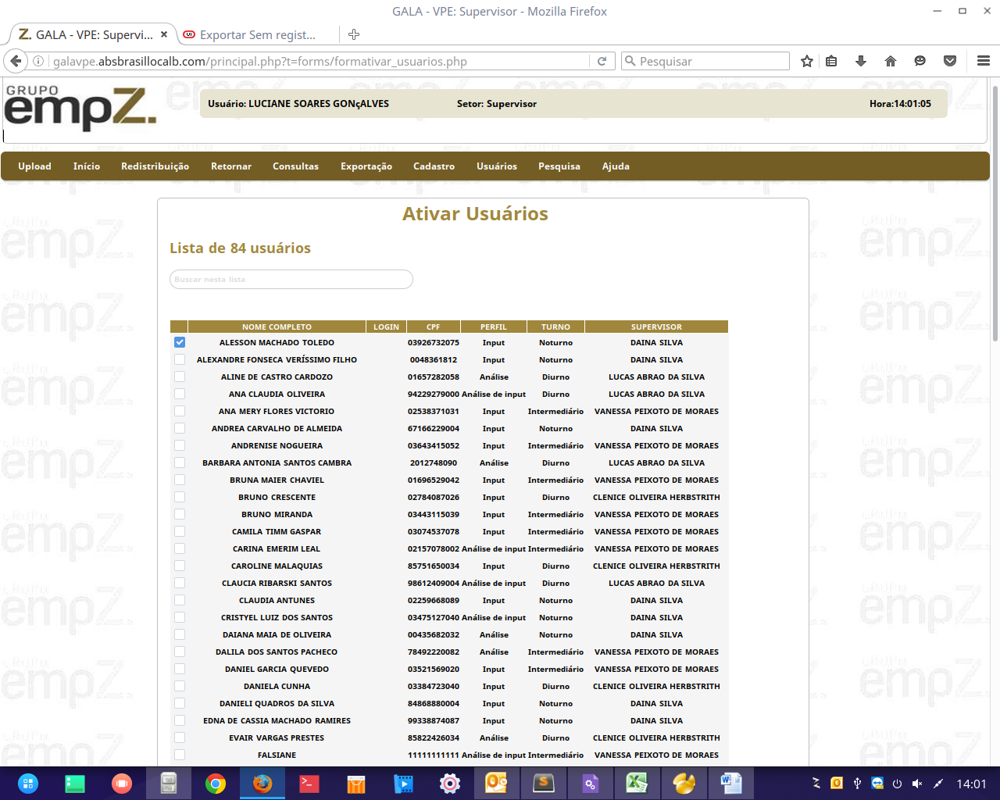 GALA - VPE: Supervisor - Mozilla Firefox
GALA - VPE: Supervi...
Exportar Sem regist...
galavpe.absbrasillocalb.com/principal.php?t=forms/formativar_usuarios.php
Pesquisar
GRUPO
empz.
Usuário: LUCIANE SOARES GONçALVES Setor: Supervisor Hora:14:01:05
Upload Início Redistribuição Retornar Consultas Exportação Cadastro Usuários Pesquisa Ajuda
Ativar Usuários
Lista de 84 usuários
Buscar nesta lista
NOME COMPLETO LOGIN CPF PERFIL TURNO SUPERVISOR
ALESSON MACHADO TOLEDO 03926732075 Input Noturno DAINA SILVA
ALEXANDRE FONSECA VERÍSSIMO FILHO 0048361812 Input Noturno DAINA SILVA
ALINE DE CASTRO CARDOZO 01657282058 Análise Diurno LUCAS ABRAO DA SILVA
ANA CLAUDIA OLIVEIRA 94229279000 Análise de input Diurno LUCAS ABRAO DA SILVA
ANA MERY FLORES VICTORIO 02538371031 Input Intermediário VANESSA PEIXOTO DE MORAES
ANDREA CARVALHO DE ALMEIDA 67166229004 Input Noturno DAINA SILVA
ANDRENISE NOGUEIRA 03643415052 Input Intermediário VANESSA PEIXOTO DE MORAES
BARBARA ANTONIA SANTOS CAMBRA 2012748090 Análise Diurno LUCAS ABRAO DA SILVA
BRUNA MAIER CHAVIEL 01696529042 Input Intermediário VANESSA PEIXOTO DE MORAES
BRUNO CRESCENTE 02784087026 Input Diurno CLENICE OLIVEIRA HERBSTRITH
BRUNO MIRANDA 03443115039 Input Intermediário VANESSA PEIXOTO DE MORAES
CAMILA TIMM GASPAR 03074537078 Input Intermediário VANESSA PEIXOTO DE MORAES
CARINA EMERIM LEAL 02157078002 Análise de input Intermediário VANESSA PEIXOTO DE MORAES
CAROLINE MALAQUIAS 85751650034 Input Diurno CLENICE OLIVEIRA HERBSTRITH
CLAUCIA RIBARSKI SANTOS 98612409004 Análise de input Diurno LUCAS ABRAO DA SILVA
CLAUDIA ANTUNES 02259668089 Input Noturno DAINA SILVA
CRISTYEL LUIZ DOS SANTOS 03475127040 Análise de input Noturno DAINA SILVA
DAIANA MAIA DE OLIVEIRA 00435682032 Análise Noturno DAINA SILVA
DALILA DOS SANTOS PACHECO 78492220082 Análise Intermediário VANESSA PEIXOTO DE MORAES
DANIEL GARCIA QUEVEDO 03521569020 Input Intermediário VANESSA PEIXOTO DE MORAES
DANIELA CUNHA 03384723040 Input Diurno CLENICE OLIVEIRA HERBSTRITH
DANIELI QUADROS DA SILVA 84868880004 Input Noturno DAINA SILVA
EDNA DE CASSIA MACHADO RAMIRES 99338874087 Input Noturno DAINA SILVA
EVAIR VARGAS PRESTES 85822426034 Análise Diurno CLENICE OLIVEIRA HERBSTRITH
FALSIANE 11111111111 Análise de input Intermediário VANESSA PEIXOTO DE MORAES
14:01